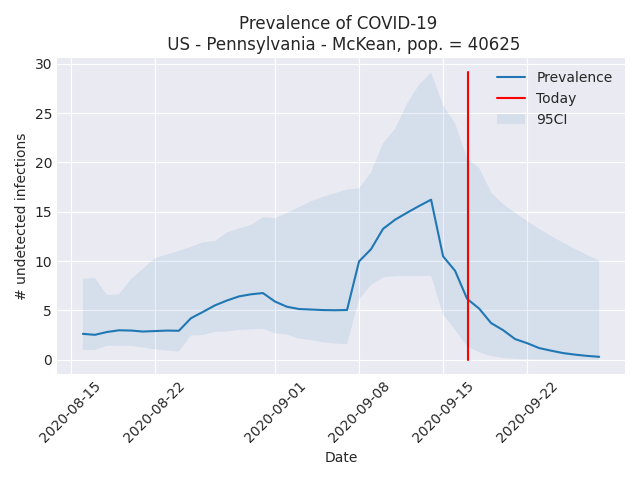 Prevalence of COVID-19
US - Pennsylvania - McKean, pop. = 40625
# undetected infections
30
25
20
15
10
5
0
Prevalence
Today
95CI
2020-08-15
2020-08-22
2020-09-01
2020-09-08
2020-09-15
2020-09-22
Date